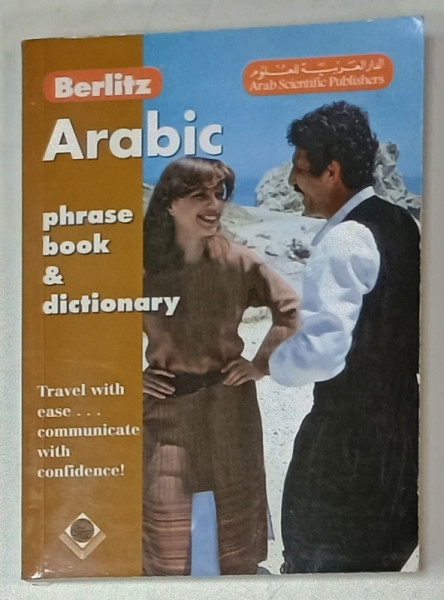 Berlitz
الدار العربية للعلوم
Arab Scientific Publishers
Arabic
phrase
book
&
dictionary
Travel with
ease . . .
communicate
with
confidence!